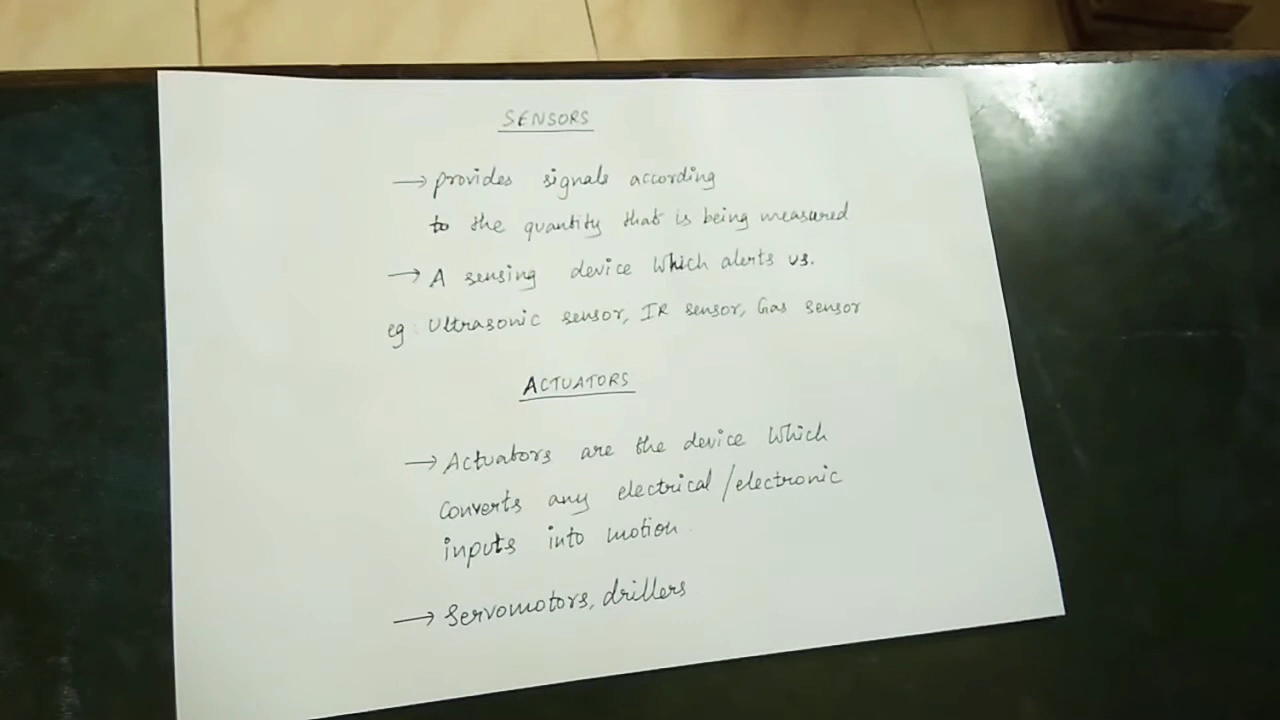 SENSORS
→ provides signals according
to the quantity that is being measured
→ A sensing device which alerts us.
eg: Ultrasonic sensor, IR sensor, Gas sensor
ACTUATORS
→ Actuators are the device which
converts any electrical/electronic
inputs into motion.
→ Servomotors, drillers